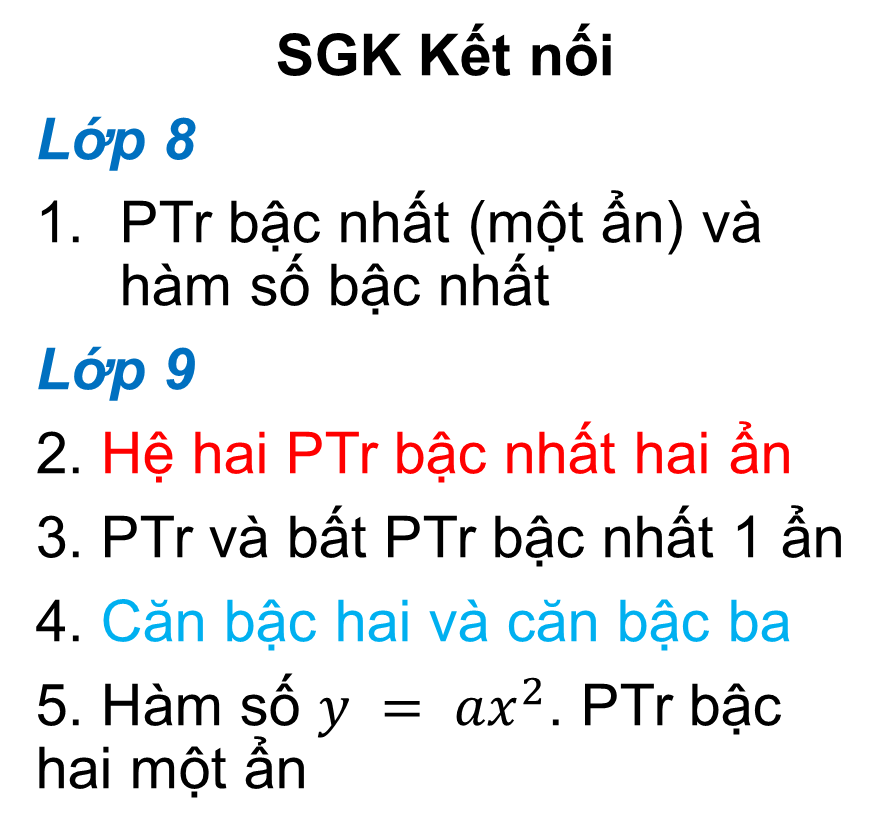 SGK Kết nối
Lớp 8
1. PTr bậc nhất (một ẩn) và
hàm số bậc nhất
Lớp 9
2. Hệ hai PTr bậc nhất hai ẩn
3. PTr và bất PTr bậc nhất 1 ẩn
4. Căn bậc hai và căn bậc ba
5. Hàm số y = ax². PTr bậc
hai một ẩn